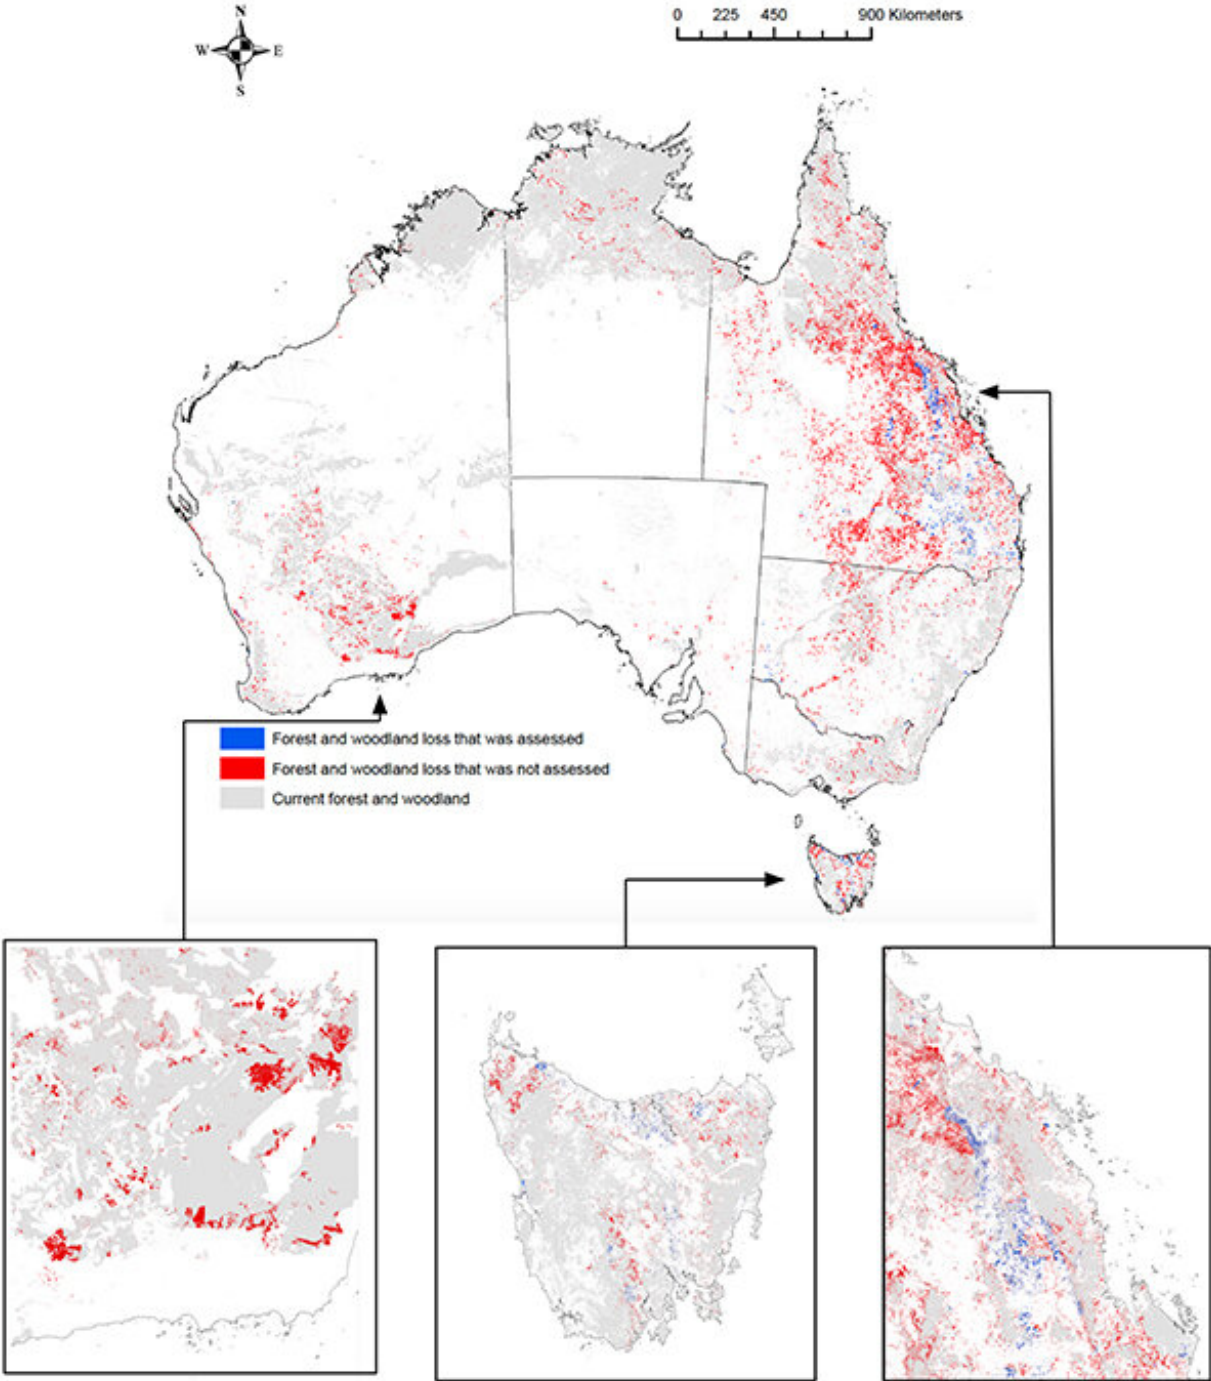 N
W E
S
0 225 450 900 Kilometers
Forest and woodland loss that was assessed
Forest and woodland loss that was not assessed
Current forest and woodland